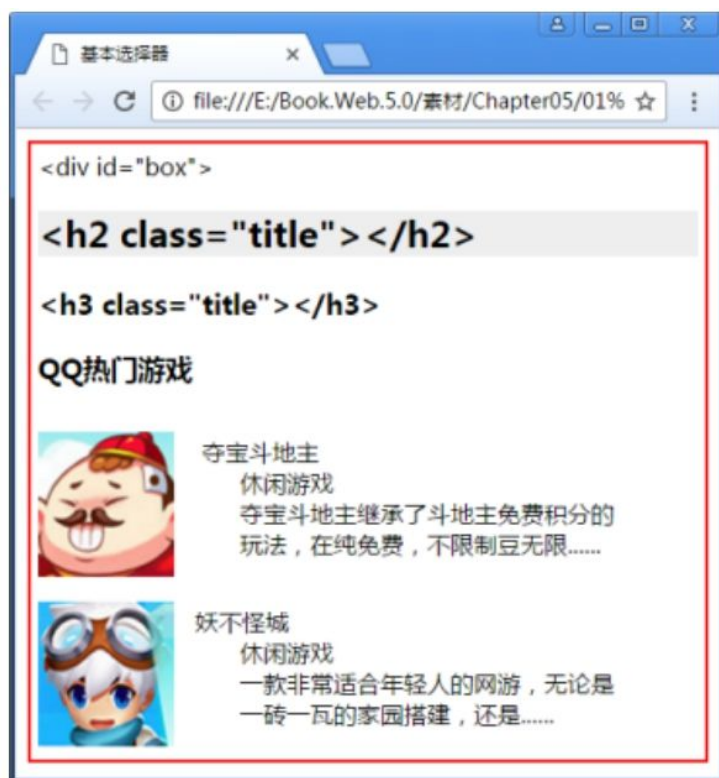 基本选择器
file:///E:/Book.Web.5.0/素材/Chapter05/01%
<div id="box">
<h2 class="title"></h2>
<h3 class="title"></h3>
QQ热门游戏
夺宝斗地主
休闲游戏
夺宝斗地主继承了斗地主免费积分的
玩法，在纯免费，不限制豆无限......
妖不怪城
休闲游戏
一款非常适合年轻人的网游，无论是
一砖一瓦的家园搭建，还是......